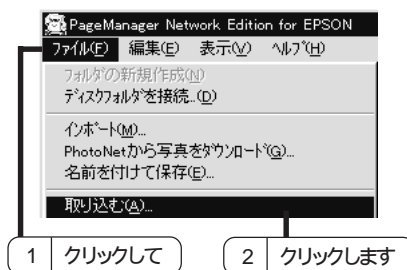 PageManager Network Edition for EPSON
ファイル(F) 編集(E) 表示(V) ヘルプ(H)
フォルダの新規作成(N)
ディスクフォルダを接続...(D)
インポート(M)...
PhotoNetから写真をダウンロード(G)...
名前を付けて保存(E)...
取り込む(A)...
1 クリックして
2 クリックします